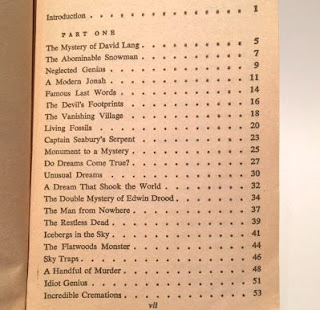 Introduction . . . . . . . . . . . . 1
PART ONE
The Mystery of David Lang . . . . . . . . 5
The Abominable Snowman . . . . . . . . 7
Neglected Genius . . . . . . . . . . . 9
A Modern Jonah . . . . . . . . . . . 11
Famous Last Words . . . . . . . . . . 14
The Devil's Footprints . . . . . . . . . 16
The Vanishing Village . . . . . . . . . 18
Living Fossils . . . . . . . . . . . . 20
Captain Seabury's Serpent . . . . . . . . 23
Monument to a Mystery . . . . . . . . . 25
Do Dreams Come True? . . . . . . . . . 27
Unusual Dreams . . . . . . . . . . . 30
A Dream That Shook the World . . . . . . 32
The Double Mystery of Edwin Drood . . . . . 34
The Man from Nowhere . . . . . . . . . 37
The Restless Dead . . . . . . . . . . . 39
Icebergs in the Sky . . . . . . . . . . 41
The Flatwoods Monster . . . . . . . . . 44
Sky Traps . . . . . . . . . . . . . 46
A Handful of Murder . . . . . . . . . . 48
Idiot Genius . . . . . . . . . . . . 51
Incredible Cremations . . . . . . . . . 53
vii